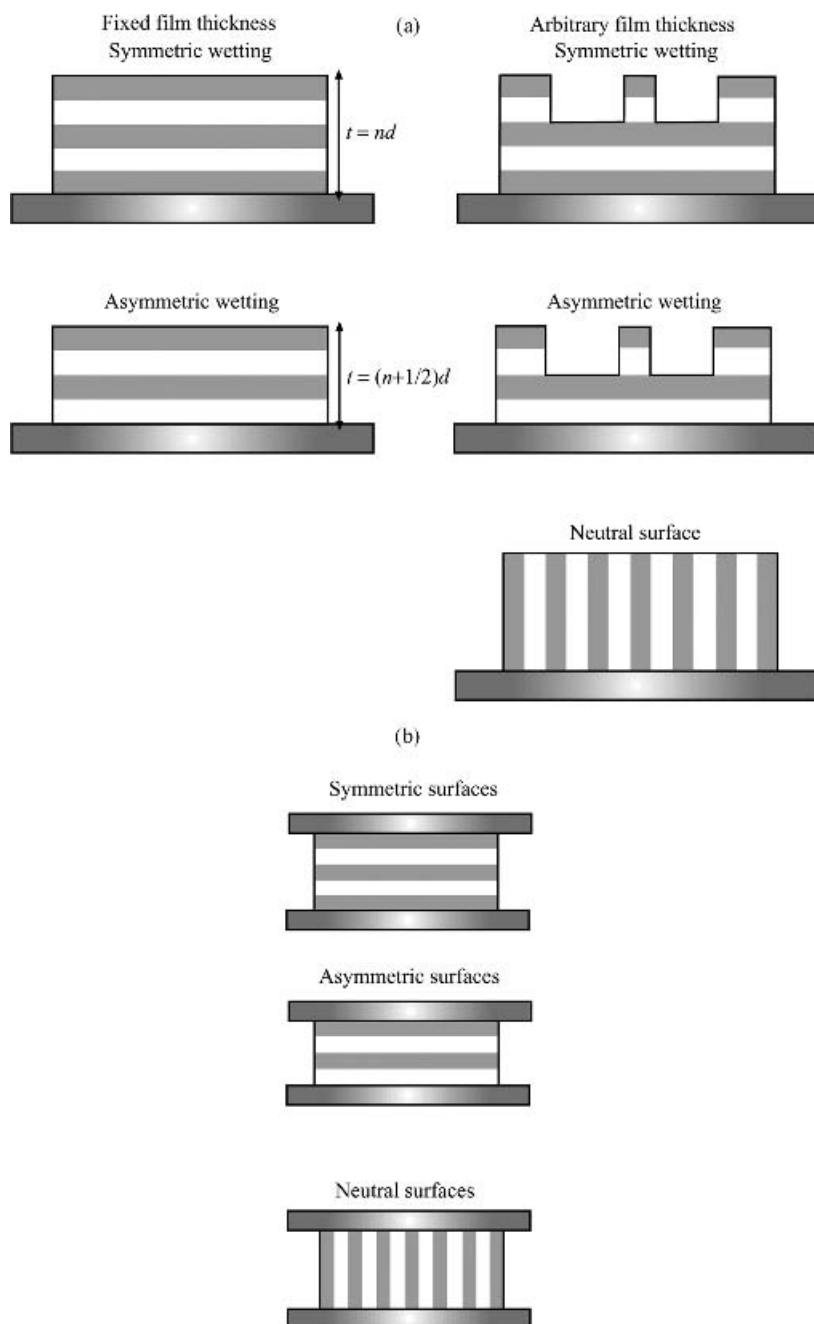 Fixed film thickness
Symmetric wetting
(a)
Arbitrary film thickness
Symmetric wetting
t = nd
Asymmetric wetting
t = (n+1/2)d
Asymmetric wetting
Neutral surface
(b)
Symmetric surfaces
Asymmetric surfaces
Neutral surfaces